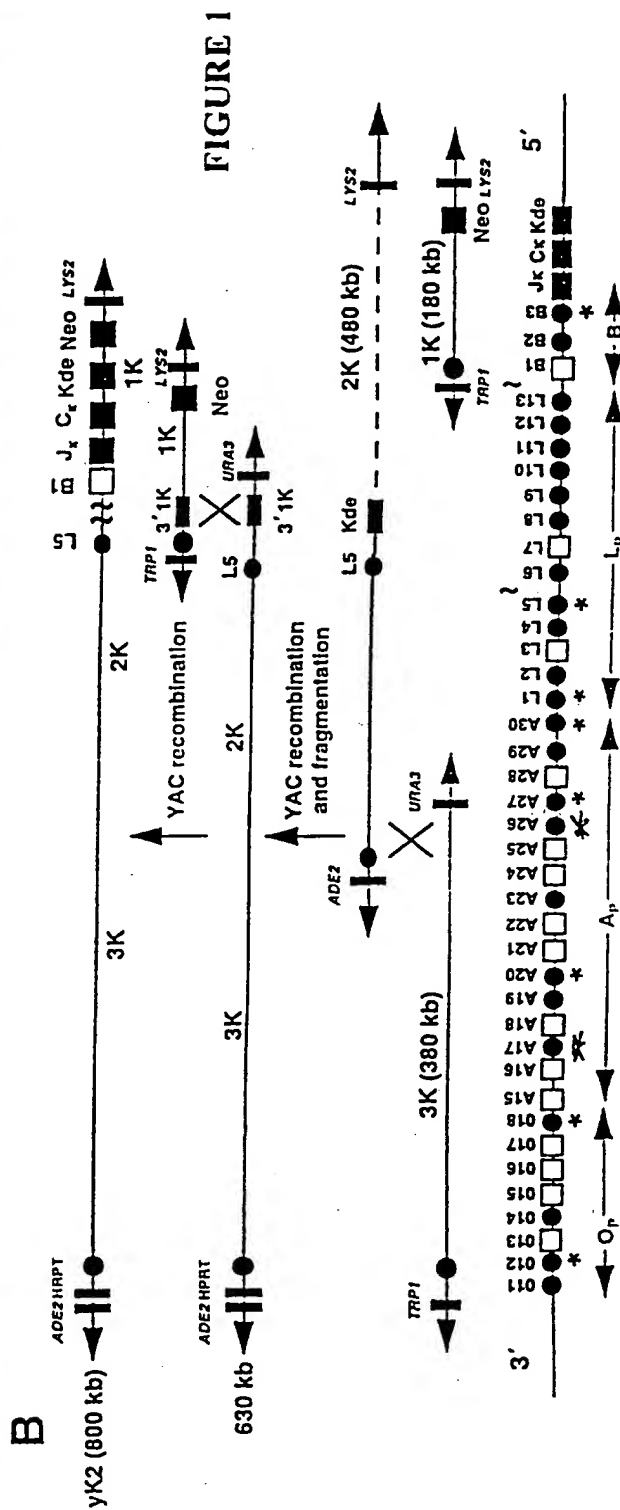 FIGURE 1
B
yK2 (800 kb)
ADE2 HRPT
3K
2K
L5
B1
Jκ Cκ Kde Neo LYS2
1K
YAC recombination
TRP1
3'1K
1K
LYS2
Neo
630 kb
ADE2 HPRT
3K
2K
L5
3'1K
URA3
YAC recombination
and fragmentation
ADE2
L5 Kde
2K (480 kb)
LYS2
TRP1
3K (380 kb)
URA3
TRP1
1K (180 kb)
Neo LYS2
3'
5'
O11 O12 O13 O14 O15 O16 O17 O18 A15 A16 A17 A18 A19 A20 A21 A22 A23 A24 A25 A26 A27 A28 A29 A30 L1 L2 L3 L4 L5 L6 L7 L8 L9 L10 L11 L12 L13 B1 B2 B3 Jκ Cκ Kde
* * * * * * * * * *
Op Ap Lp B